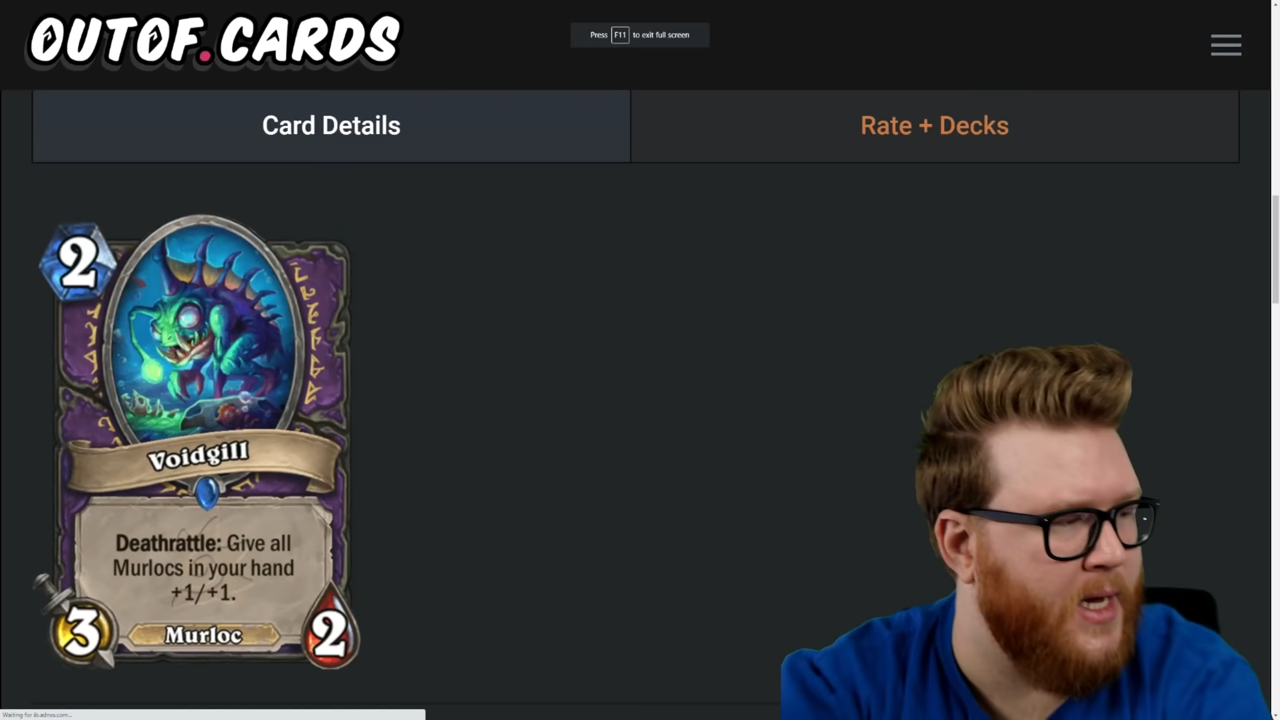 OUTOF.CARDS
Press F11 to exit full screen
Card Details
Rate + Decks
2
Voidgill
Deathrattle: Give all
Murlocs in your hand
+1/+1.
3
Murloc
2